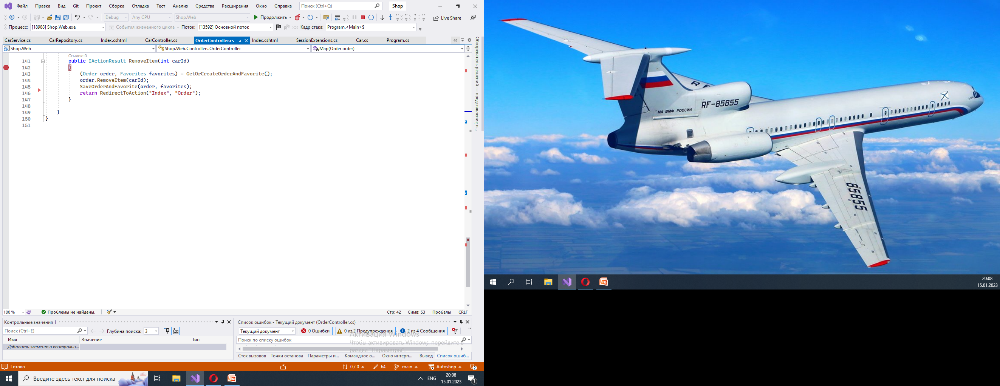 Файл Правка Вид Git Проект Сборка Отладка Тест Анализ Средства Расширения Окно Справка Поиск (Ctrl+Q) Shop
Debug Any CPU Shop.Web Продолжить Live Share
Процесс: [18988] Shop.Web.exe События жизненного цикла Поток: [13592] Основной поток Кадр стека: Program.<Main>$
CarService.cs CarRepository.cs Index.cshtml CarController.cs OrderController.cs Index.cshtml SessionExtensions.cs Car.cs Program.cs
Shop.Web Shop.Web.Controllers.OrderController Map(Order order)
Обозреватель решений — представление п...
Ссылок: 0
141 public IActionResult RemoveItem(int carId)
142 {
143 (Order order, Favorites favorites) = GetOrCreateOrderAndFavorite();
144 order.RemoveItem(carId);
145 SaveOrderAndFavorite(order, favorites);
146 return RedirectToAction("Index", "Order");
147 }
148
149 }
150 }
151
100 % Проблемы не найдены. Стр: 42 Симв: 53 Пробелы CRLF
Контрольные значения 1
Поиск (Ctrl+E) Глубина поиска: 3
Имя Значение Тип
Добавить элемент в контрольн...
Список ошибок - Текущий документ (OrderController.cs)
Текущий документ 0 Ошибки 0 из 2 Предупреждения 2 из 4 Сообщения
Поиск по списку ошибок
Активация Windows
Чтобы активировать Windows, перейдите в
раздел "Параметры".
Стек вызовов Точки останова Параметры и... Командное о... Окно интерп... Вывод Список ошиб...
Готово 0 / 0 64 main Autoshop 2
Введите здесь текст для поиска ENG 20:08
15.01.2023 1
RF-85855
МА ВМФ РОССИИ
85855
20:08
15.01.2023